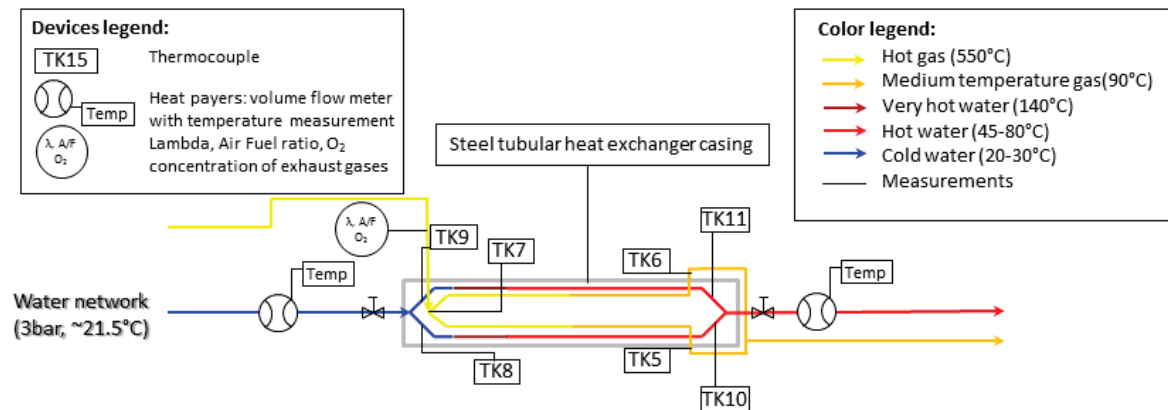 Devices legend:
TK15
Thermocouple
Temp
Heat payers: volume flow meter
with temperature measurement
λ, A/F
O₂
Lambda, Air Fuel ratio, O₂
concentration of exhaust gases
Color legend:
Hot gas (550°C)
Medium temperature gas(90°C)
Very hot water (140°C)
Hot water (45-80°C)
Cold water (20-30°C)
Measurements
Steel tubular heat exchanger casing
λ, A/F
O₂
TK9
TK7
TK6
TK11
Temp
Temp
Water network
(3bar, ~21.5°C)
TK8
TK5
TK10